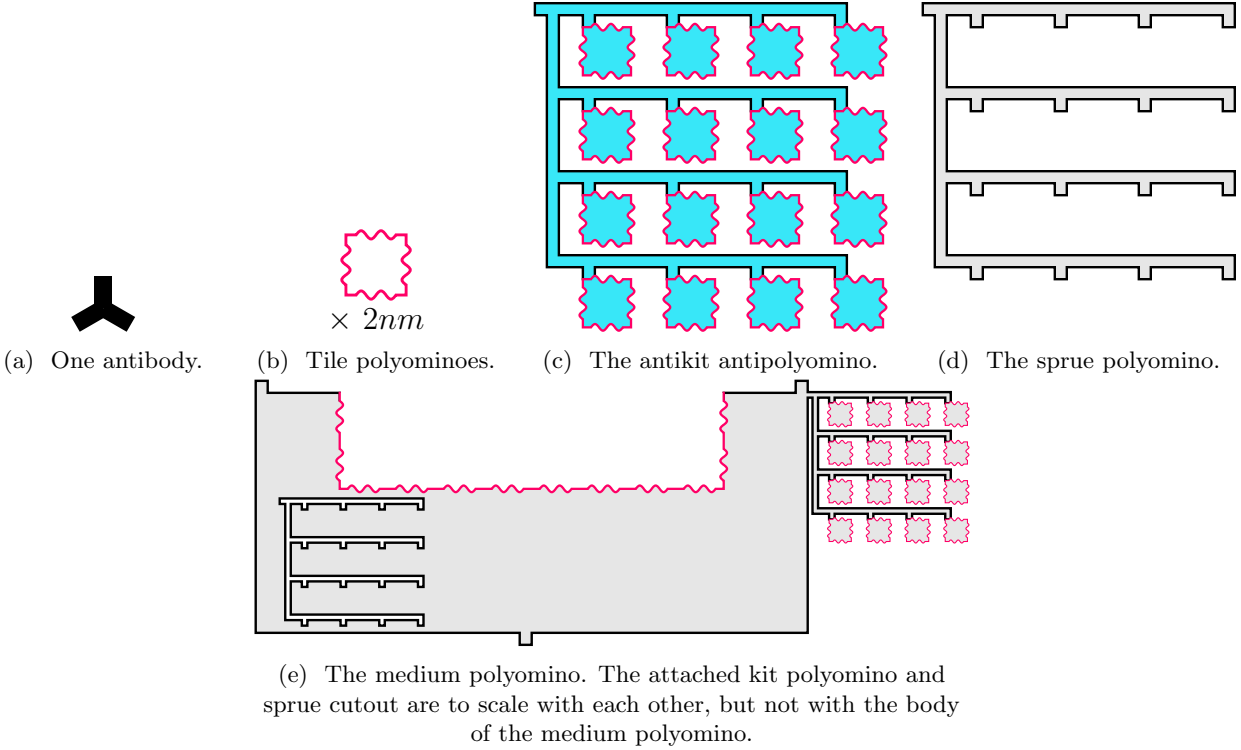 × 2nm
(a) One antibody.
(b) Tile polyominoes.
(c) The antikit antipolyomino.
(d) The sprue polyomino.
(e) The medium polyomino. The attached kit polyomino and
sprue cutout are to scale with each other, but not with the body
of the medium polyomino.